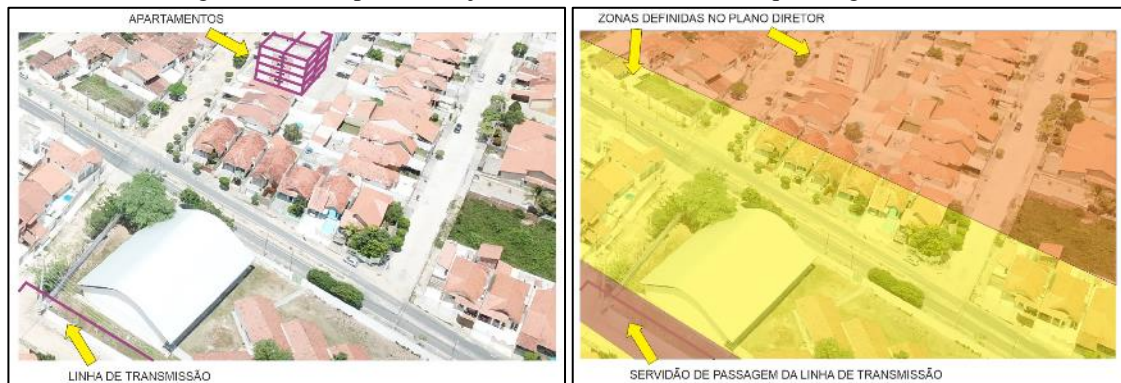 APARTAMENTOS
LINHA DE TRANSMISSÃO
ZONAS DEFINIDAS NO PLANO DIRETOR
SERVIDÃO DE PASSAGEM DA LINHA DE TRANSMISSÃO